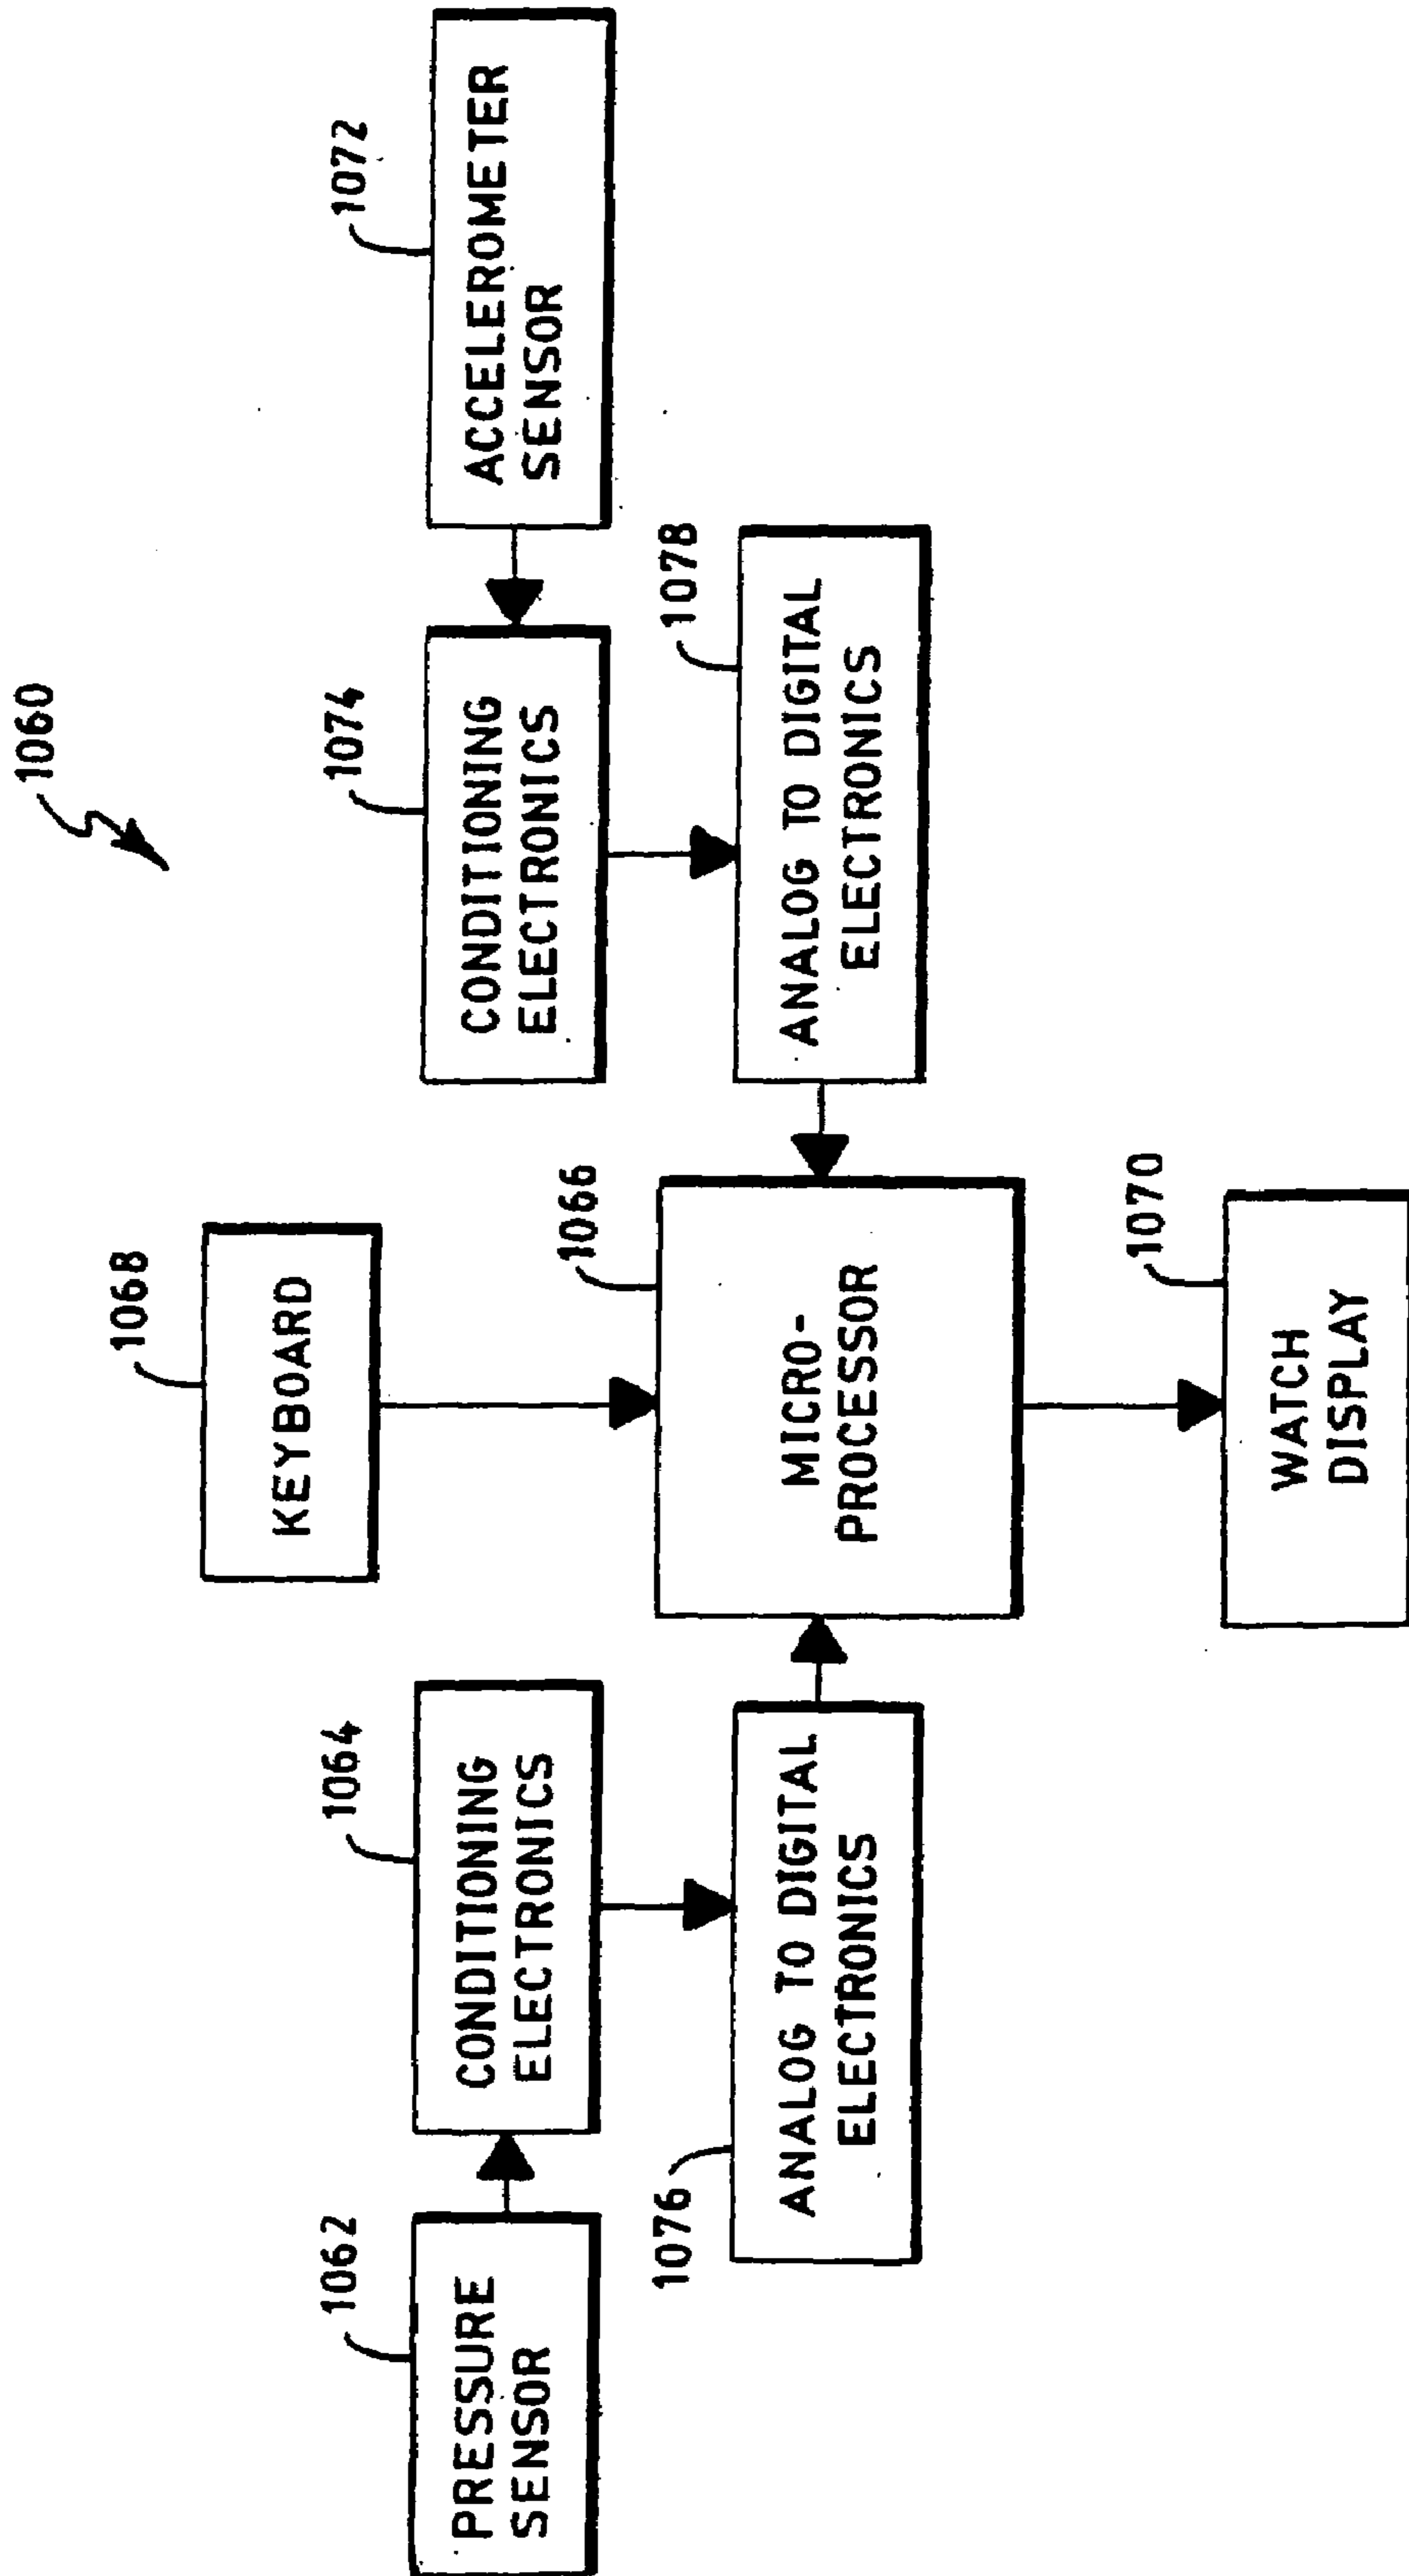 1060
1068
KEYBOARD
1062
PRESSURE
SENSOR
1064
CONDITIONING
ELECTRONICS
1074
CONDITIONING
ELECTRONICS
1072
ACCELEROMETER
SENSOR
1076
ANALOG TO DIGITAL
ELECTRONICS
1066
MICRO-
PROCESSOR
1078
ANALOG TO DIGITAL
ELECTRONICS
1070
WATCH
DISPLAY